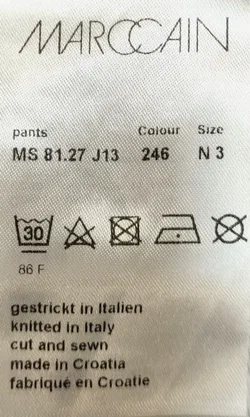 MARCCAIN
pants Colour Size
MS 81.27 J13 246 N 3
30
86 F
gestrickt in Italien
knitted in Italy
cut and sewn
made in Croatia
fabriqué en Croatie